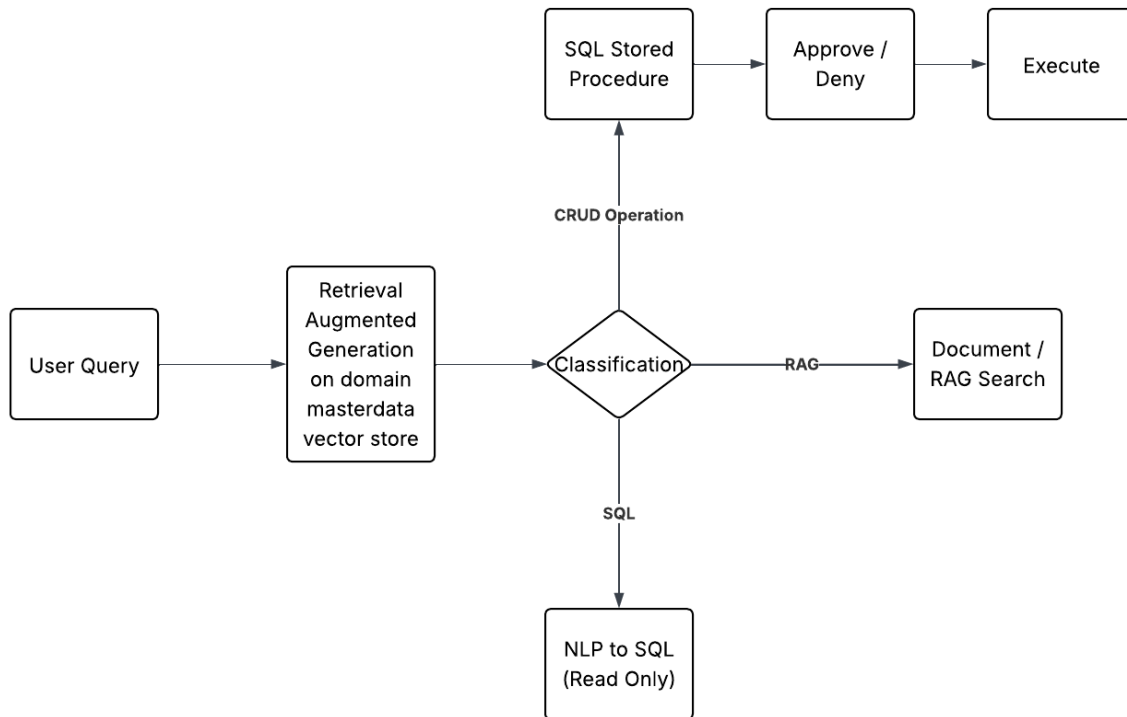 SQL Stored
Procedure
Approve /
Deny
Execute
CRUD Operation
User Query
Retrieval
Augmented
Generation
on domain
masterdata
vector store
Classification
RAG
Document /
RAG Search
SQL
NLP to SQL
(Read Only)